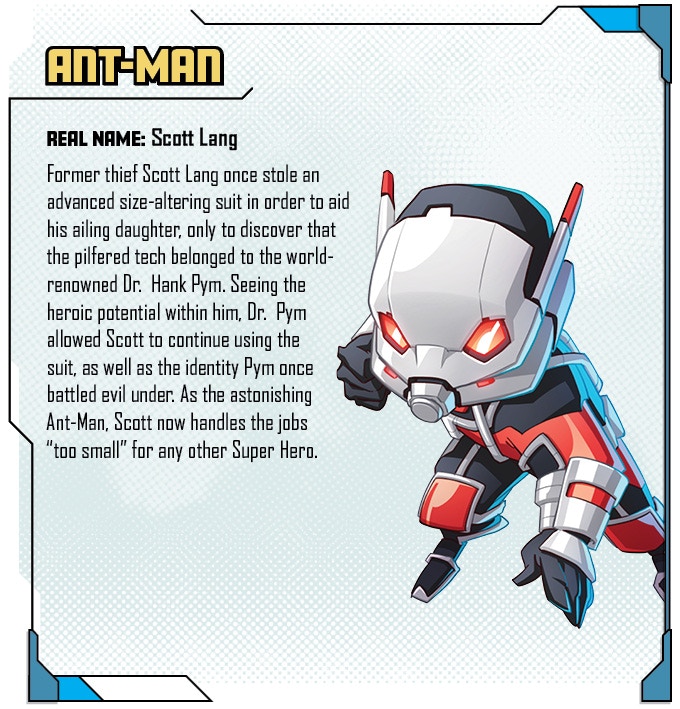 ANT-MAN
REAL NAME: Scott Lang
Former thief Scott Lang once stole an
advanced size-altering suit in order to aid
his ailing daughter, only to discover that
the pilfered tech belonged to the world-
renowned Dr. Hank Pym. Seeing the
heroic potential within him, Dr. Pym
allowed Scott to continue using the
suit, as well as the identity Pym once
battled evil under. As the astonishing
Ant-Man, Scott now handles the jobs
“too small” for any other Super Hero.